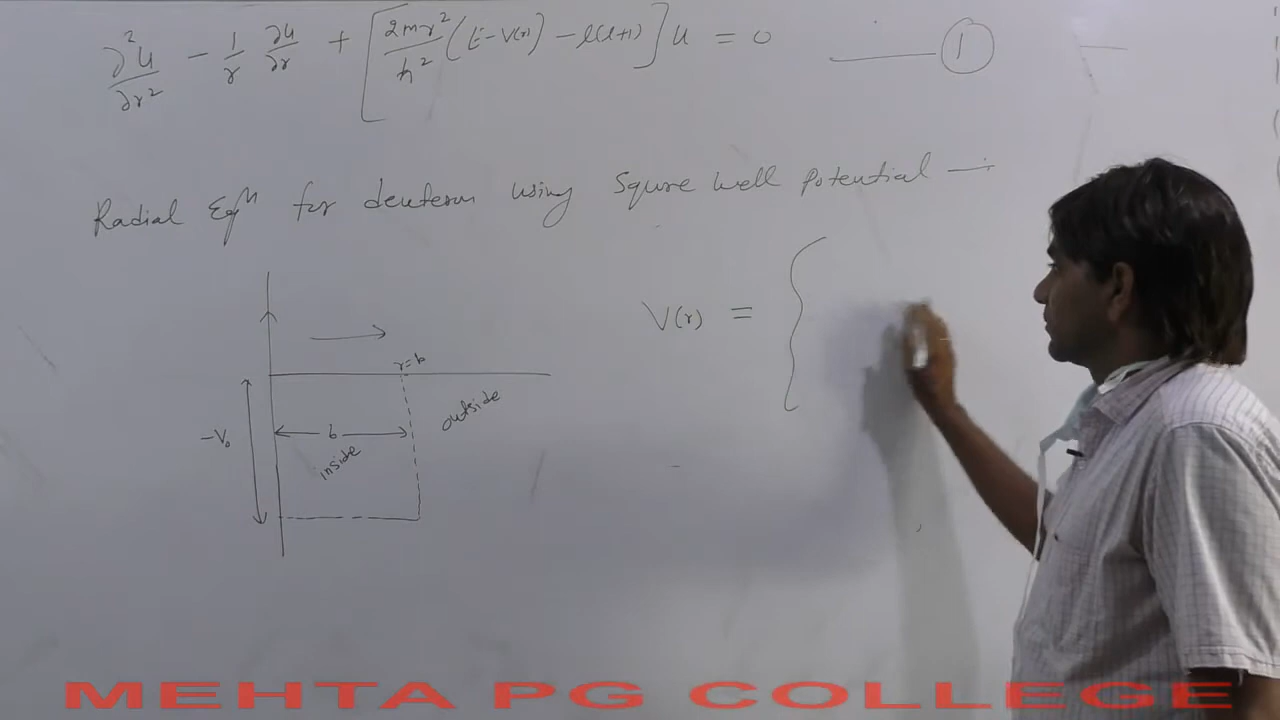 ∂²u/∂r² - 1/r ∂u/∂r + [2mr²/ħ² (E-V(r)) - l(l+1)] u = 0 —— ①
Radial Eqⁿ for deuteron using Squre well potential —:
V(r) = {
r=b
outside
-V₀
b
inside
MEHTA PG COLLEGE